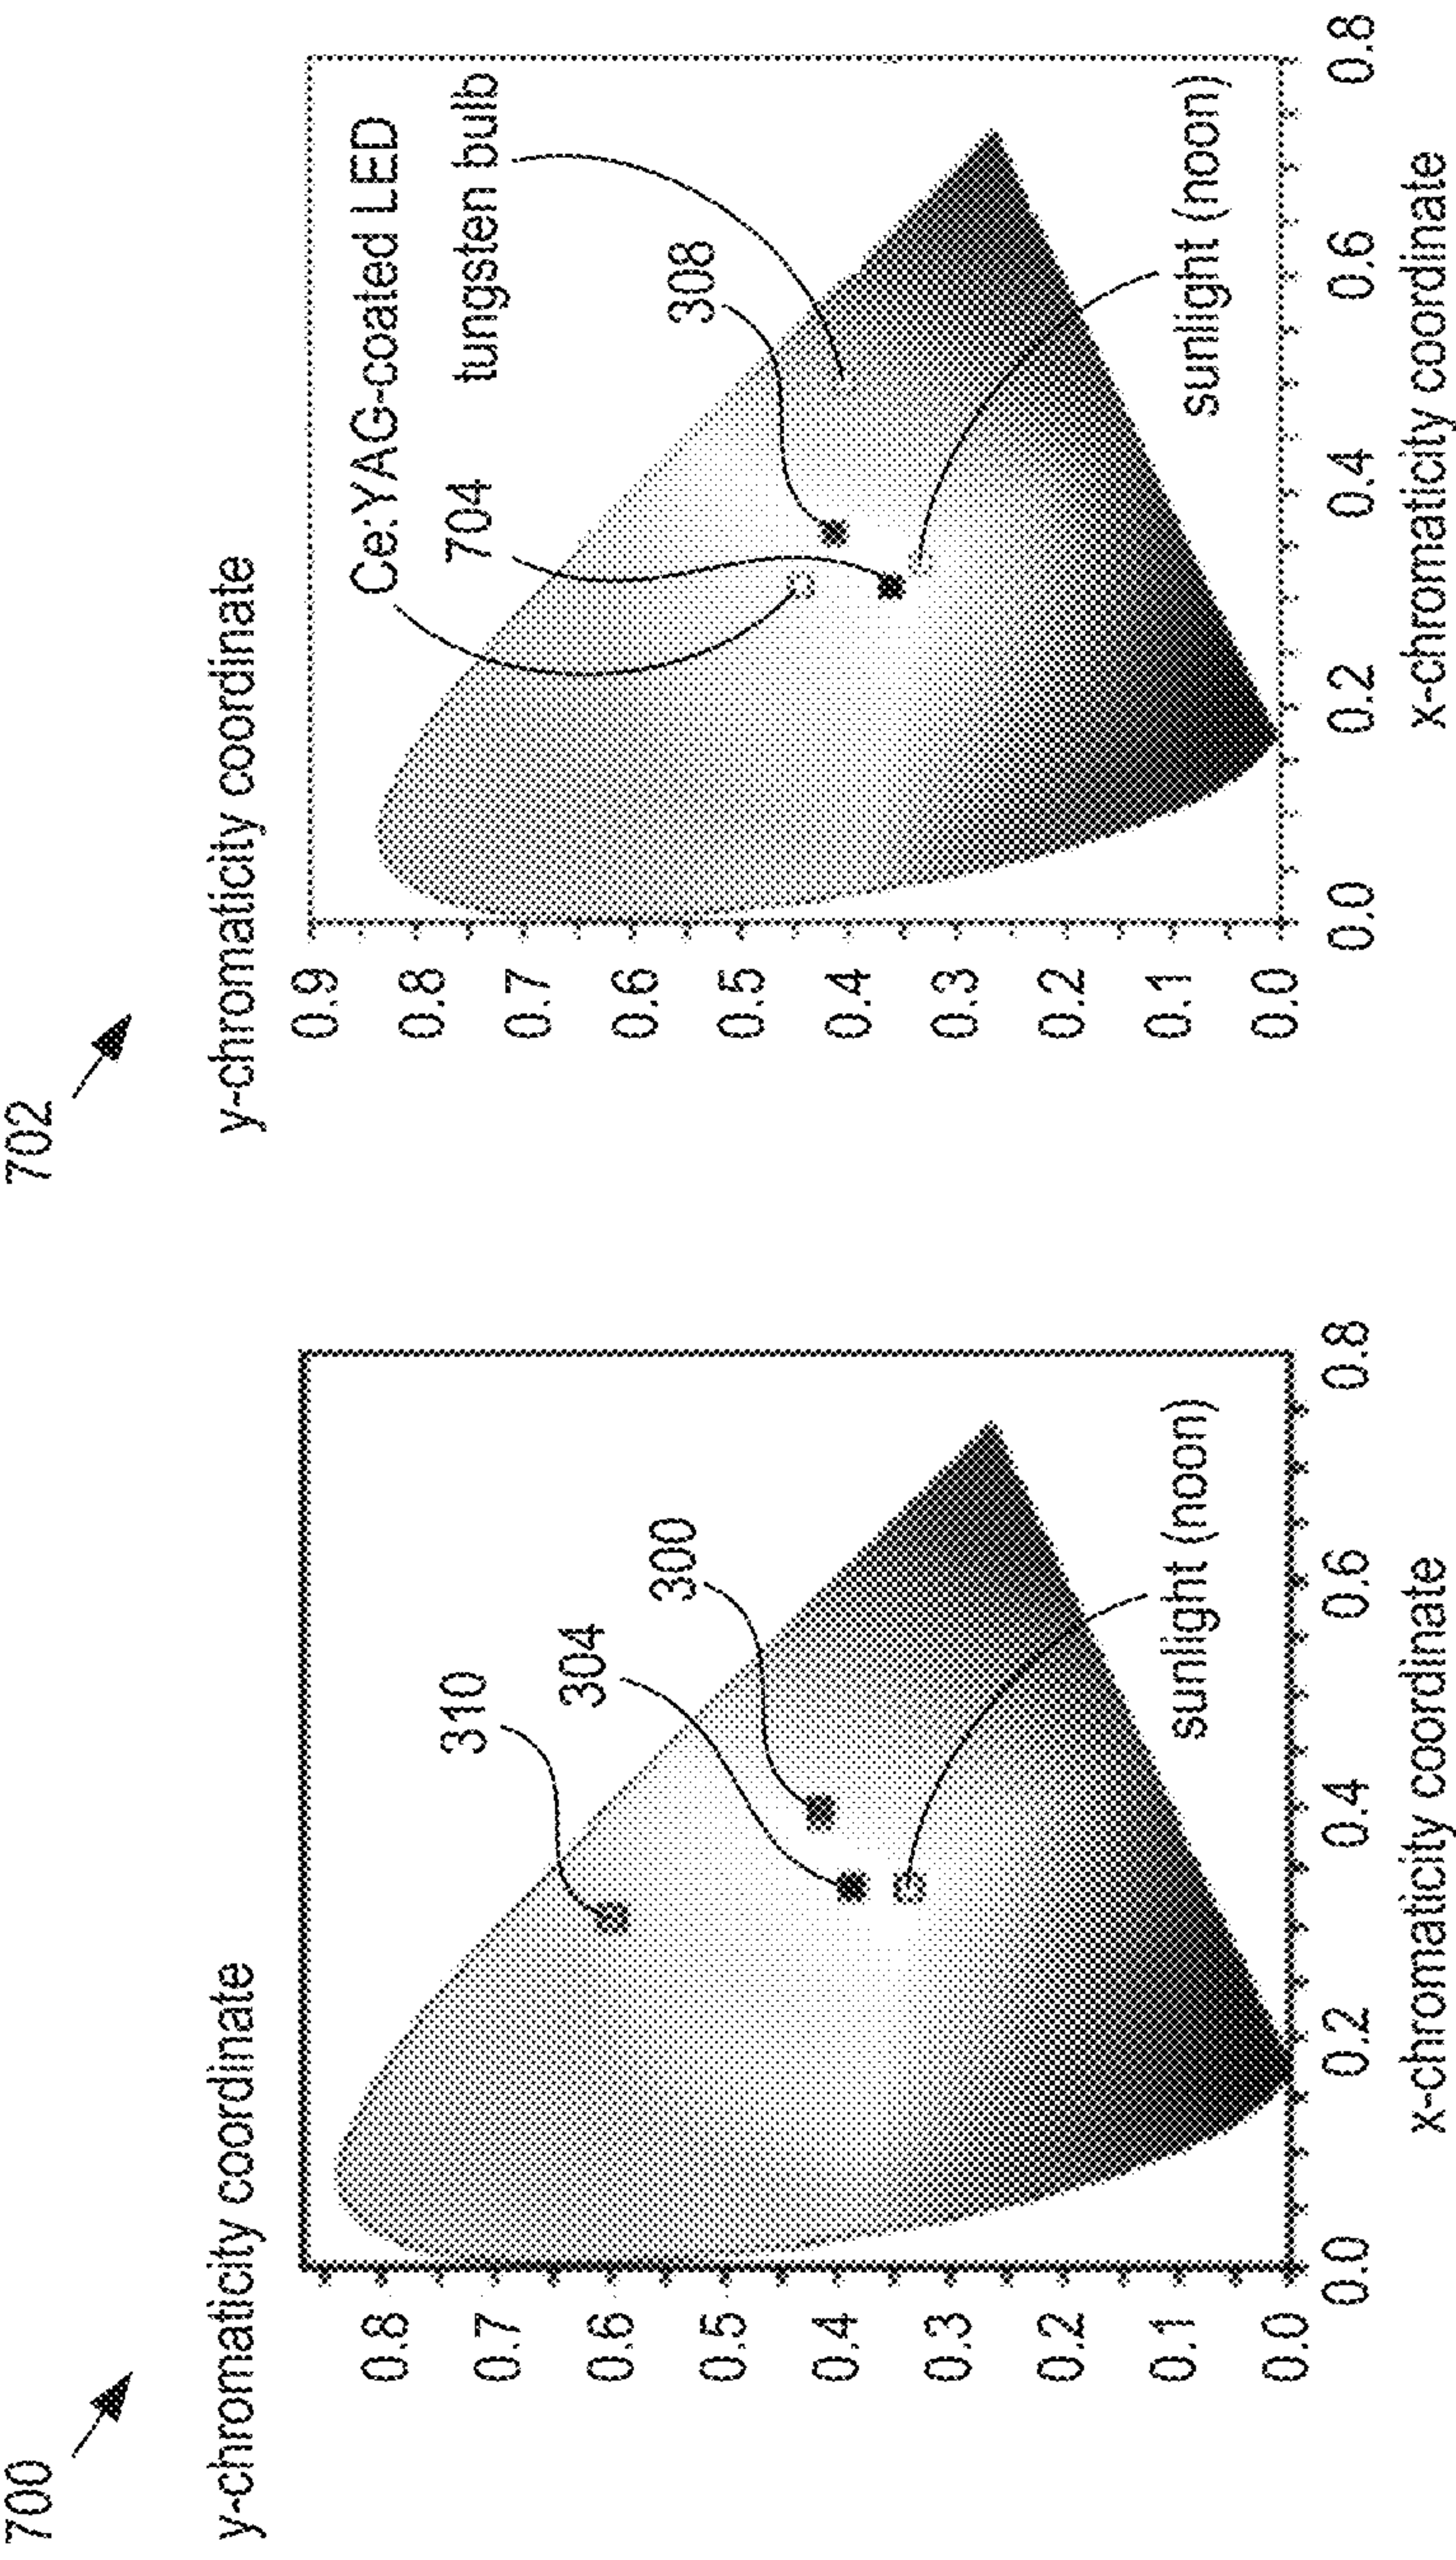 700
y-chromaticity coordinate
310
304
300
0.8
0.7
0.6
0.5
0.4
0.3
0.2
0.1
0.0
sunlight (noon)
0.0 0.2 0.4 0.6 0.8
x-chromaticity coordinate
702
y-chromaticity coordinate
0.9
0.8
0.7
0.6
0.5
0.4
0.3
0.2
0.1
0.0
Ce:YAG-coated LED
704
tungsten bulb
308
sunlight (noon)
0.0 0.2 0.4 0.6 0.8
x-chromaticity coordinate